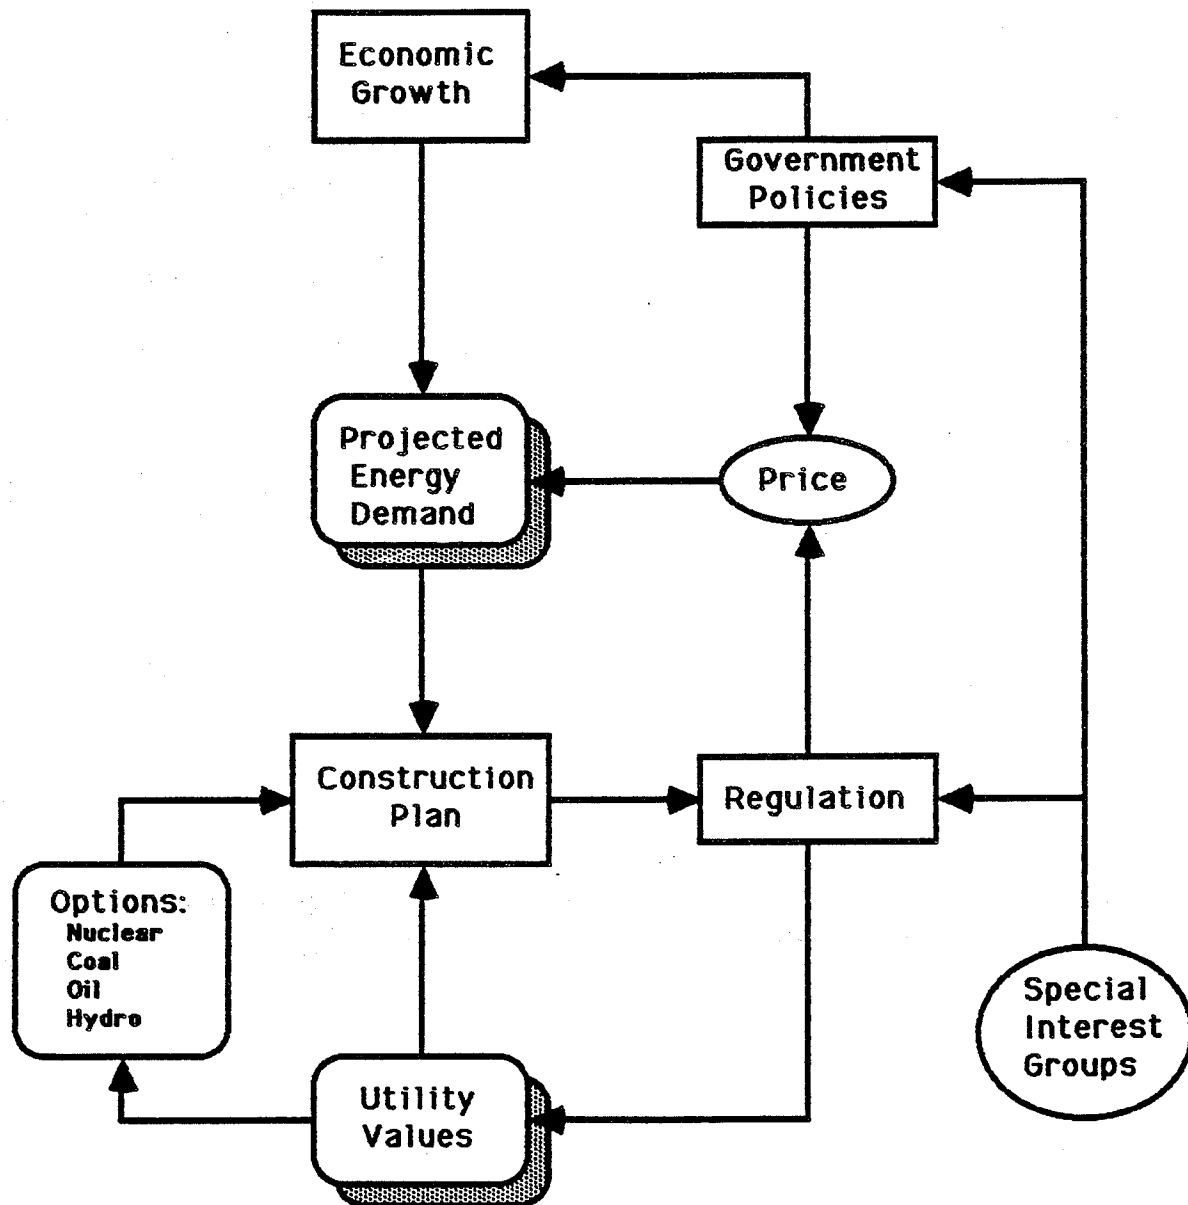 Economic
Growth
Government
Policies
Projected
Energy
Demand
Price
Construction
Plan
Regulation
Options:
Nuclear
Coal
Oil
Hydro
Special
Interest
Groups
Utility
Values